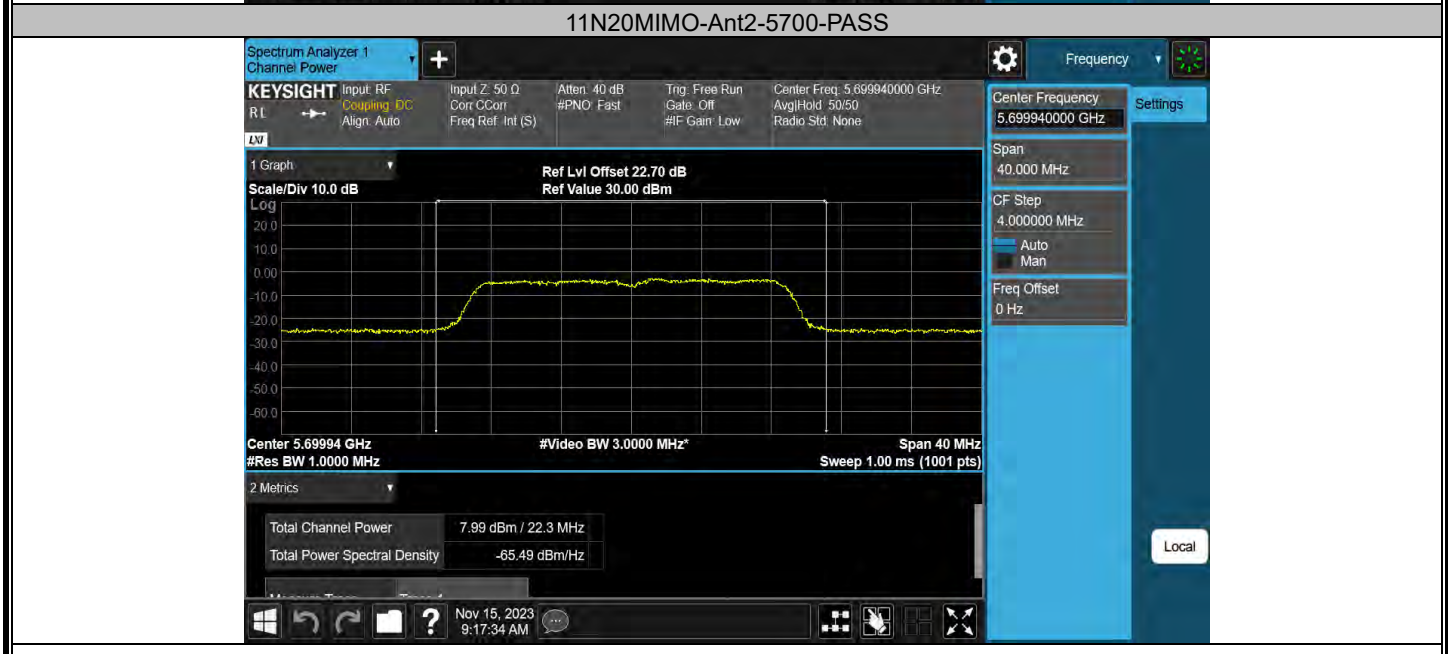 11N20MIMO-Ant2-5700-PASS
Spectrum Analyzer 1
Channel Power
+
Frequency
KEYSIGHT
RL
LXI
Input: RF
Coupling: DC
Align: Auto
Input Z: 50 Ω
Corr CCorr
Freq Ref: Int (S)
Atten: 40 dB
#PNO: Fast
Trig: Free Run
Gate: Off
#IF Gain: Low
Center Freq: 5.699940000 GHz
Avg|Hold: 50/50
Radio Std: None
Center Frequency
5.699940000 GHz
Settings
Span
40.000 MHz
CF Step
4.000000 MHz
Auto
Man
Freq Offset
0 Hz
1 Graph
Scale/Div 10.0 dB
Ref Lvl Offset 22.70 dB
Ref Value 30.00 dBm
Log
20.0
10.0
0.00
-10.0
-20.0
-30.0
-40.0
-50.0
-60.0
Center 5.69994 GHz
#Res BW 1.0000 MHz
#Video BW 3.0000 MHz*
Span 40 MHz
Sweep 1.00 ms (1001 pts)
2 Metrics
Total Channel Power 7.99 dBm / 22.3 MHz
Total Power Spectral Density -65.49 dBm/Hz
Local
?
Nov 15, 2023
9:17:34 AM